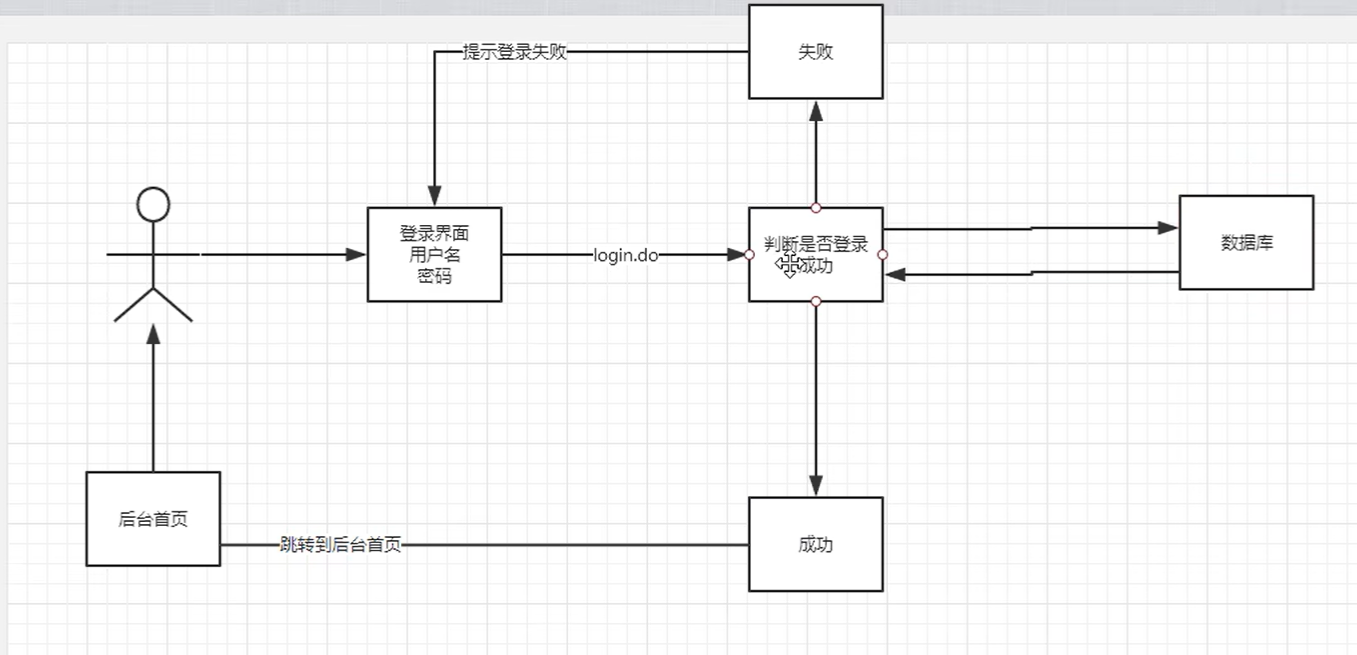 失败
提示登录失败
登录界面
用户名
密码
login.do
判断是否登录
成功
数据库
后台首页
跳转到后台首页
成功